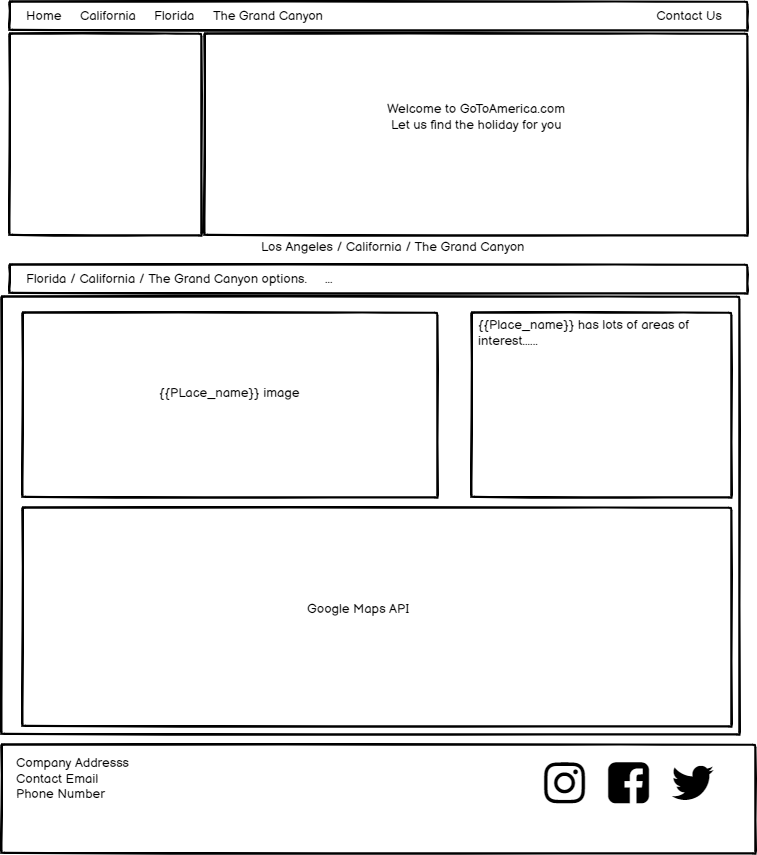 Home California Florida The Grand Canyon Contact Us
Welcome to GoToAmerica.com
Let us find the holiday for you
Los Angeles / California / The Grand Canyon
Florida / California / The Grand Canyon options. ...
{{PLace_name}} image
{{Place_name}} has lots of areas of
interest......
Google Maps API
Company Addresss
Contact Email
Phone Number